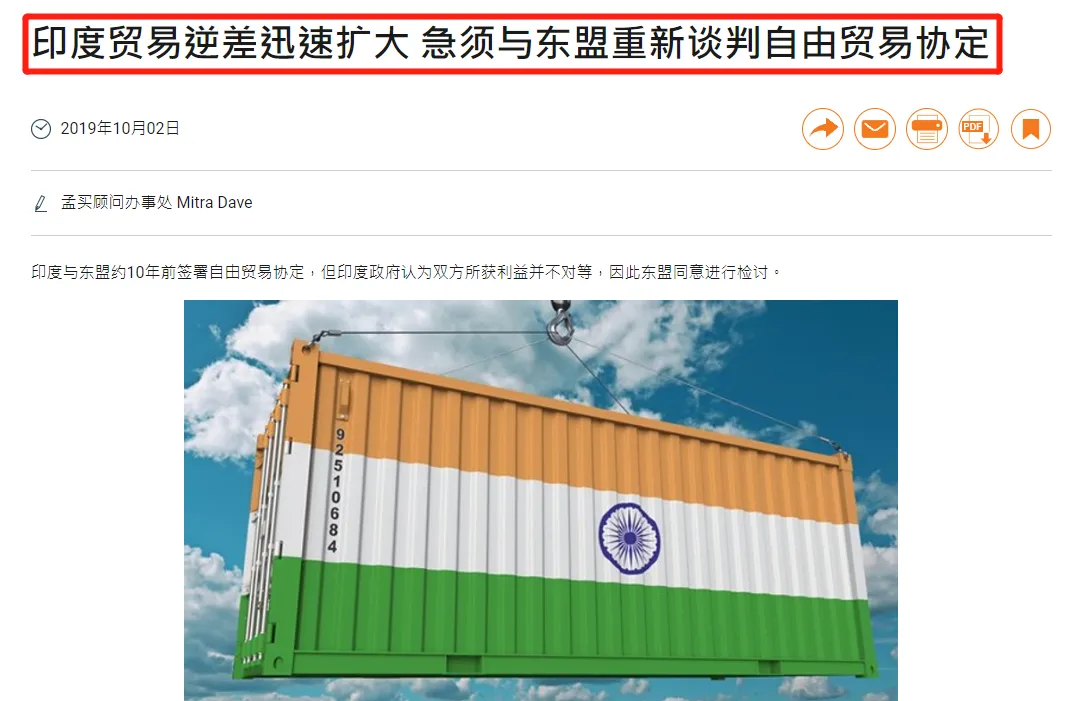 印度贸易逆差迅速扩大 急须与东盟重新谈判自由贸易协定
2019年10月02日
PDF
孟买顾问办事处 Mitra Dave
印度与东盟约10年前签署自由贸易协定，但印度政府认为双方所获利益并不对等，因此东盟同意进行检讨。
92510684